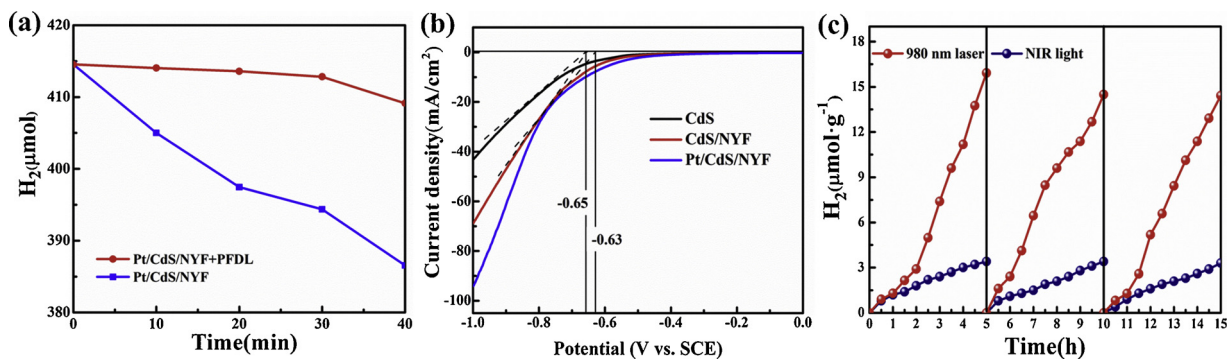 (a)
420
410
400
390
380
H₂(μmol)
Pt/CdS/NYF+PFDL
Pt/CdS/NYF
0 10 20 30 40
Time(min)
(b)
0
-20
-40
-60
-80
-100
Current density(mA/cm²)
CdS
CdS/NYF
Pt/CdS/NYF
-0.65
-0.63
-1.0 -0.8 -0.6 -0.4 -0.2 0.0
Potential (V vs. SCE)
(c)
18
15
12
9
6
3
0
H₂(μmol·g⁻¹)
980 nm laser NIR light
0 1 2 3 4 5 6 7 8 9 10 11 12 13 14 15
Time(h)